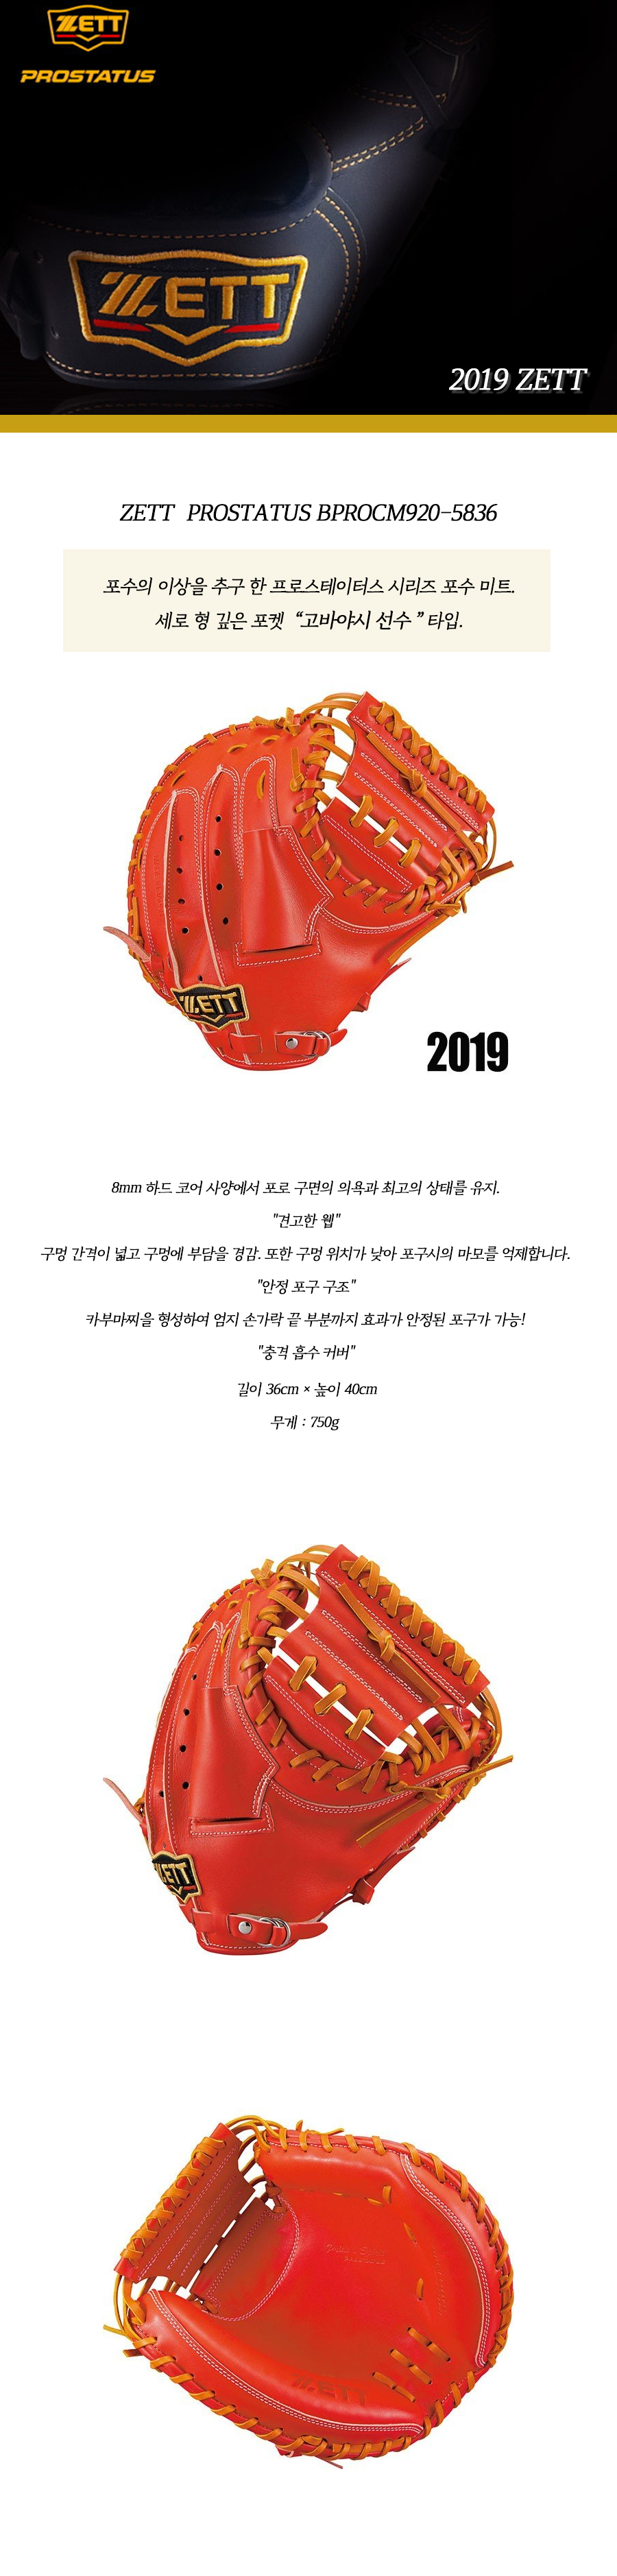 ZETT
PROSTATUS
ZETT
2019 ZETT
ZETT PROSTATUS BPROCM920-5836
포수의 이상을 추구 한 프로스테이터스 시리즈 포수 미트.
세로 형 깊은 포켓 “고바야시 선수 ” 타입.
ZETT
2019
8mm 하드 코어 사양에서 포로 구면의 의욕과 최고의 상태를 유지.
"견고한 웹"
구멍 간격이 넓고 구멍에 부담을 경감. 또한 구멍 위치가 낮아 포구시의 마모를 억제합니다.
"안정 포구 구조"
카부마찌을 형성하여 엄지 손가락 끝 부분까지 효과가 안정된 포구가 가능!
"충격 흡수 커버"
길이 36cm × 높이 40cm
무게 : 750g
ZETT
ZETT